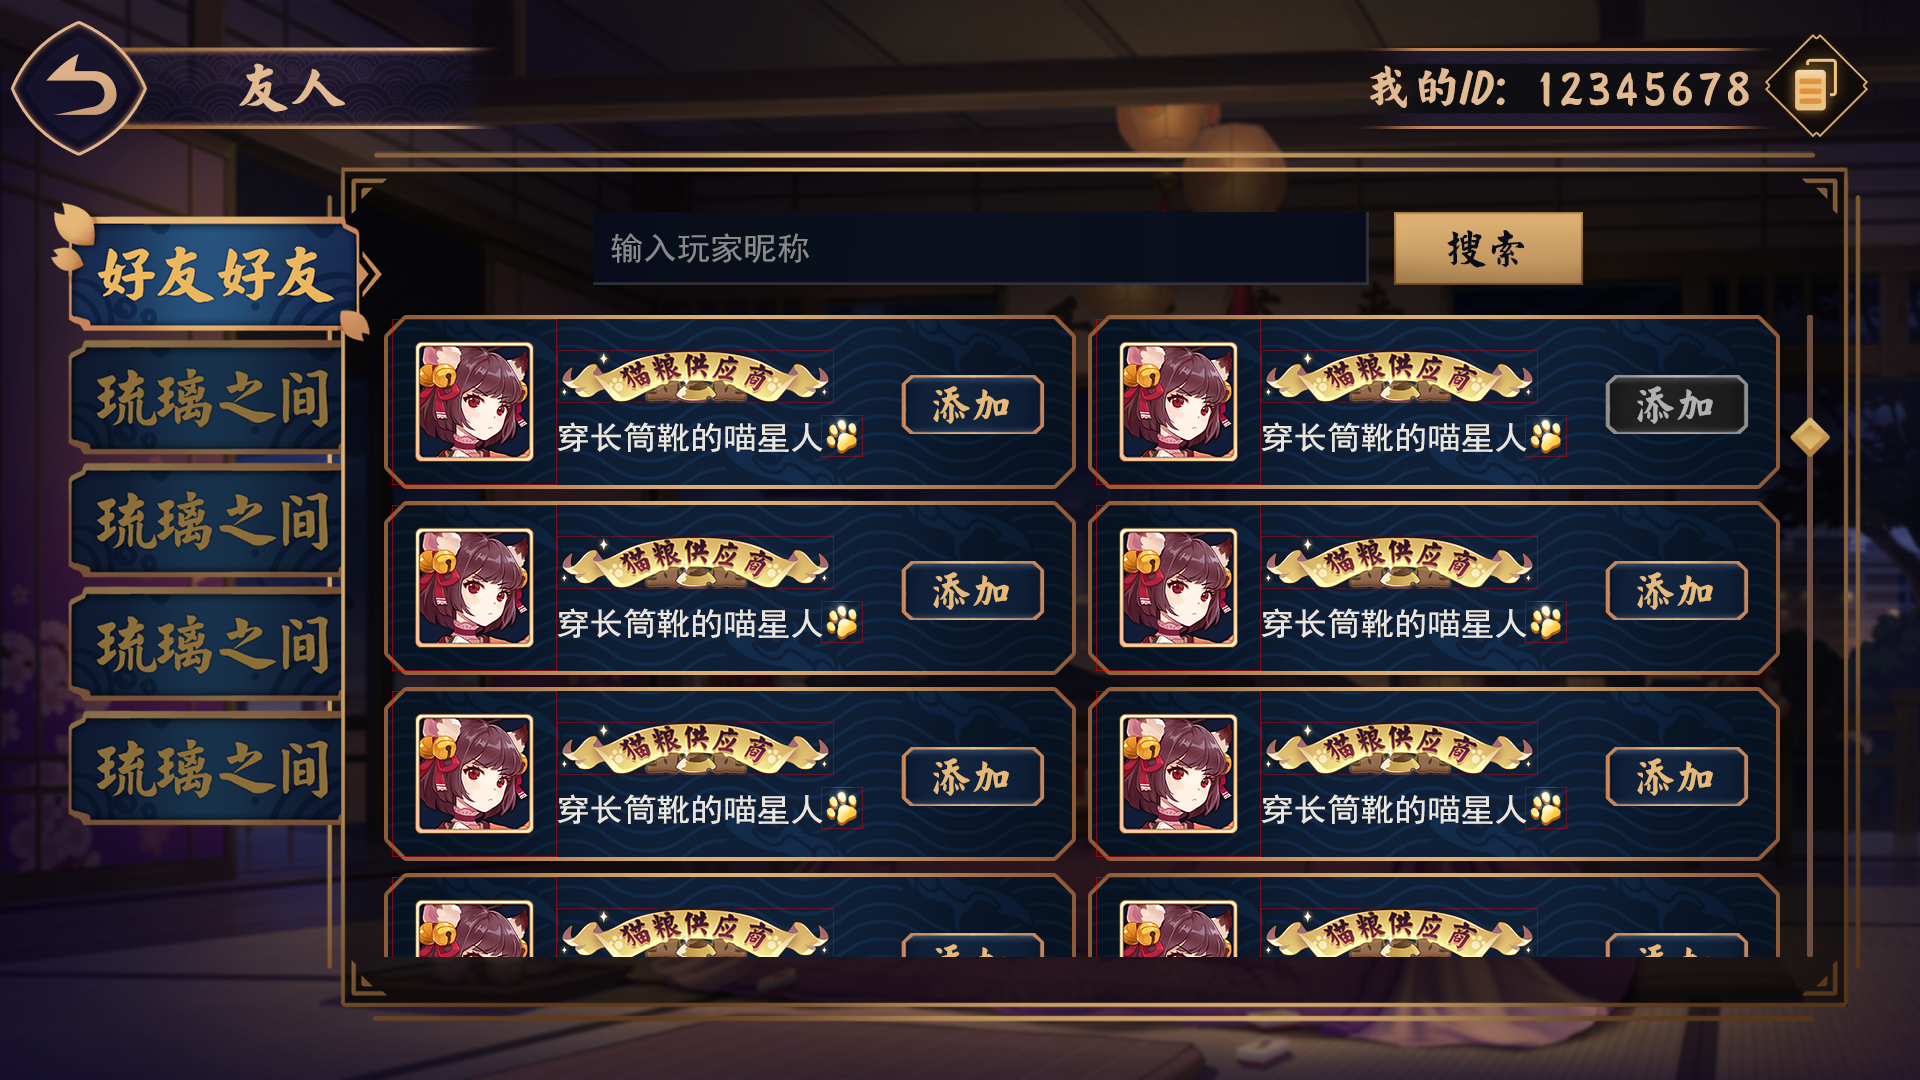 友人
我的ID: 12345678
好友好友
琉璃之间
琉璃之间
琉璃之间
琉璃之间
输入玩家昵称
搜索
猫粮供应商
穿长筒靴的喵星人
添加
猫粮供应商
穿长筒靴的喵星人
添加
猫粮供应商
穿长筒靴的喵星人
添加
猫粮供应商
穿长筒靴的喵星人
添加
猫粮供应商
穿长筒靴的喵星人
添加
猫粮供应商
穿长筒靴的喵星人
添加
猫粮供应商
猫粮供应商